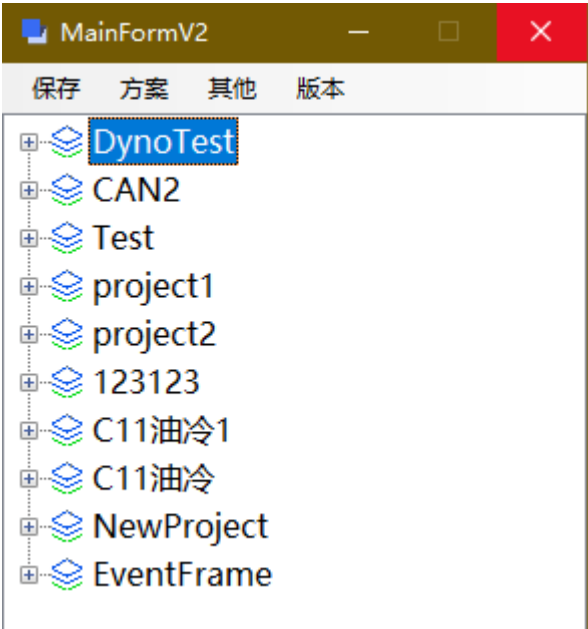 MainFormV2
保存 方案 其他 版本
DynoTest
CAN2
Test
project1
project2
123123
C11油冷1
C11油冷
NewProject
EventFrame